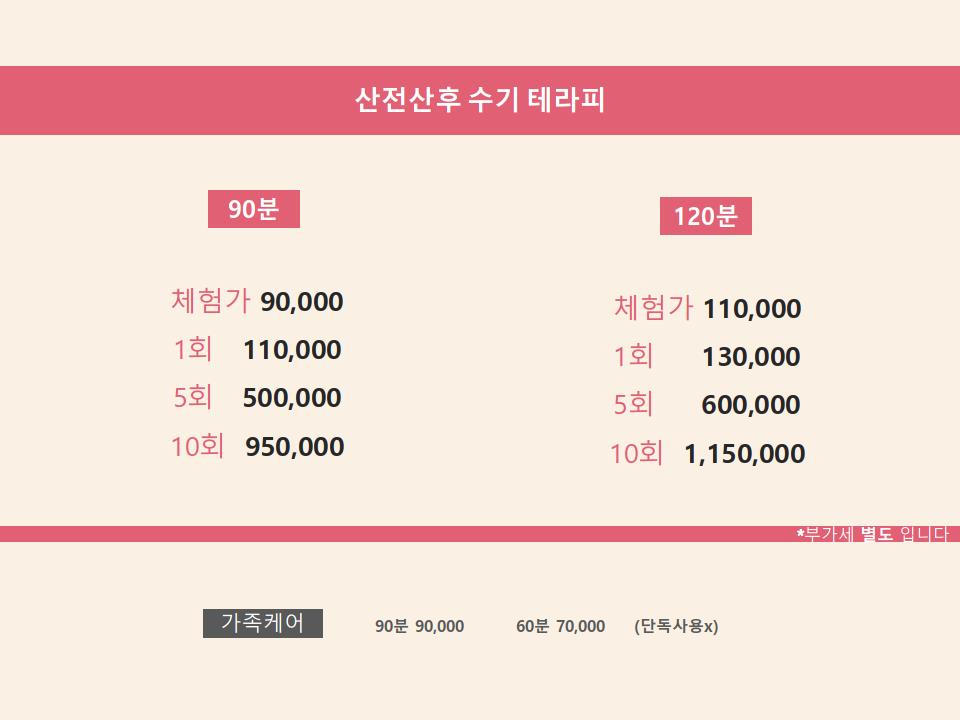 산전산후 수기 테라피
90분
체험가 90,000
1회 110,000
5회 500,000
10회 950,000
120분
체험가 110,000
1회 130,000
5회 600,000
10회 1,150,000
*부가세 별도 입니다
가족케어 90분 90,000 60분 70,000 (단독사용x)